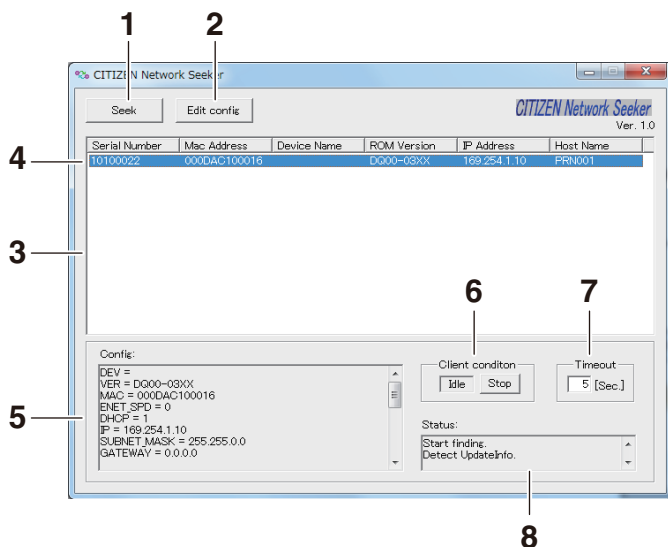 1 2
CITIZEN Network Seeker
Seek Edit config CITIZEN Network Seeker
Ver. 1.0
4
Serial Number Mac Address Device Name ROM Version IP Address Host Name
10100022 000DAC100016 DQ00-03XX 169.254.1.10 PRN001
3
6 7
Config:
DEV =
VER = DQ00-03XX
MAC = 000DAC100016
ENET_SPD = 0
DHCP = 1
IP = 169.254.1.10
SUBNET_MASK = 255.255.0.0
GATEWAY = 0.0.0.0
5
Client conditon
Idle Stop
Timeout
5 [Sec.]
Status:
Start finding.
Detect UpdateInfo.
8